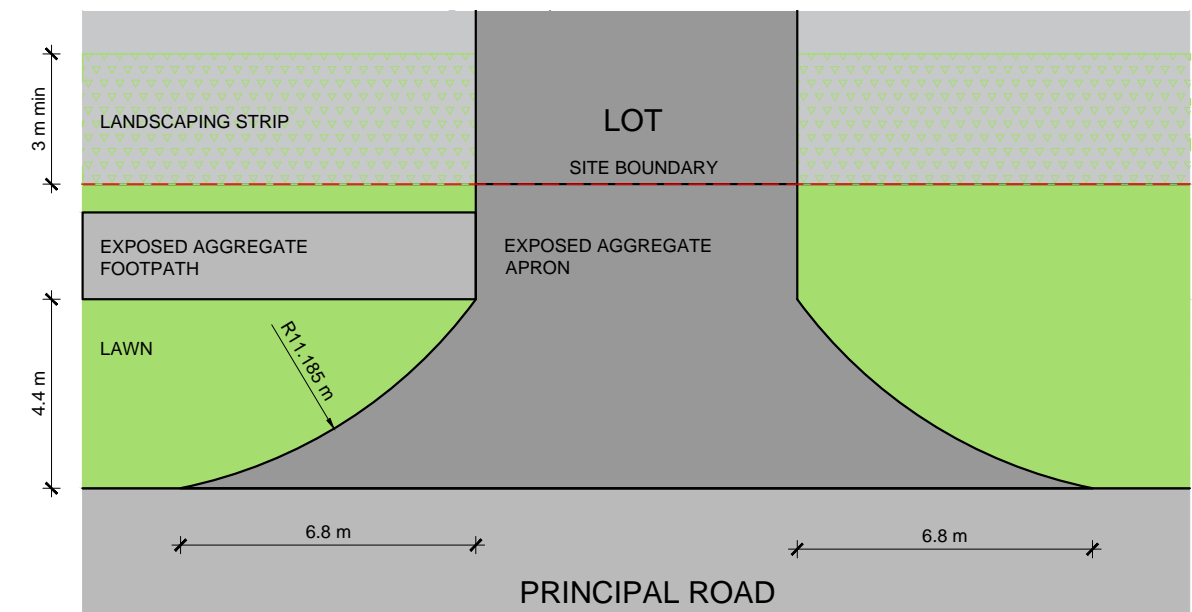 3 m min
LANDSCAPING STRIP
LOT
SITE BOUNDARY
EXPOSED AGGREGATE
FOOTPATH
EXPOSED AGGREGATE
APRON
LAWN
R11.185 m
4.4 m
6.8 m
6.8 m
PRINCIPAL ROAD